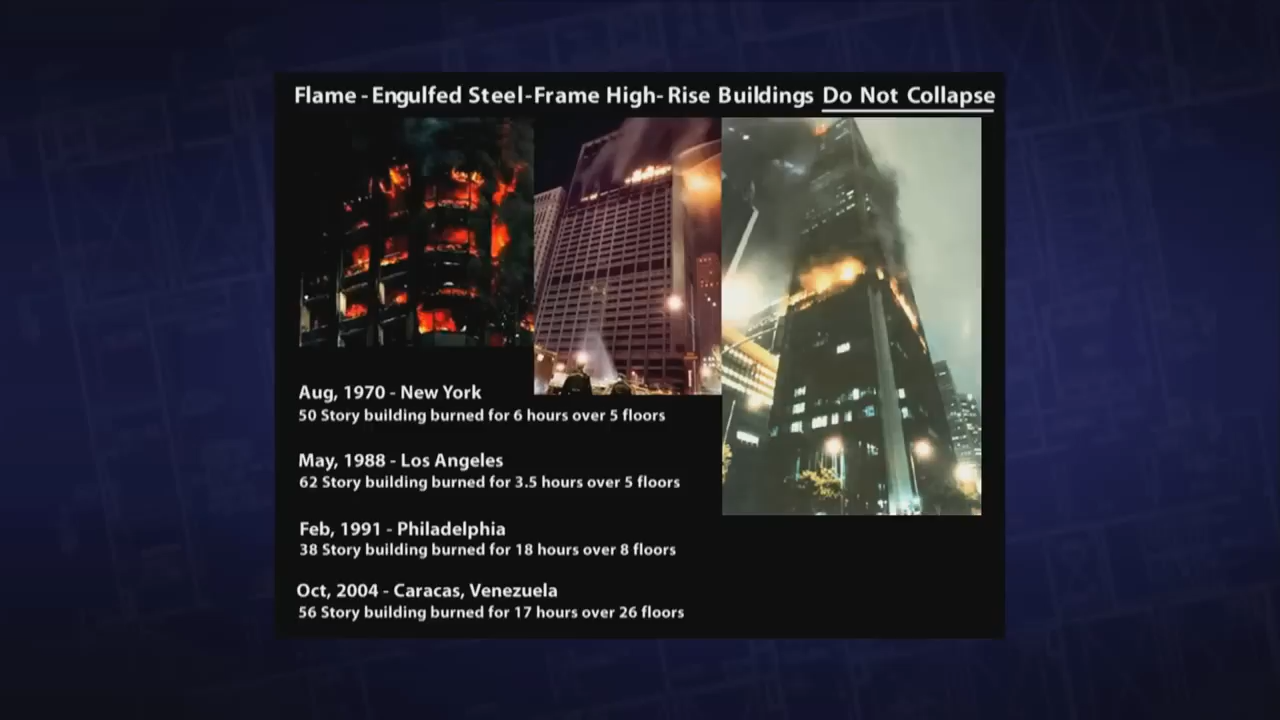 Flame - Engulfed Steel-Frame High-Rise Buildings Do Not Collapse
Aug, 1970 - New York
50 Story building burned for 6 hours over 5 floors
May, 1988 - Los Angeles
62 Story building burned for 3.5 hours over 5 floors
Feb, 1991 - Philadelphia
38 Story building burned for 18 hours over 8 floors
Oct, 2004 - Caracas, Venezuela
56 Story building burned for 17 hours over 26 floors